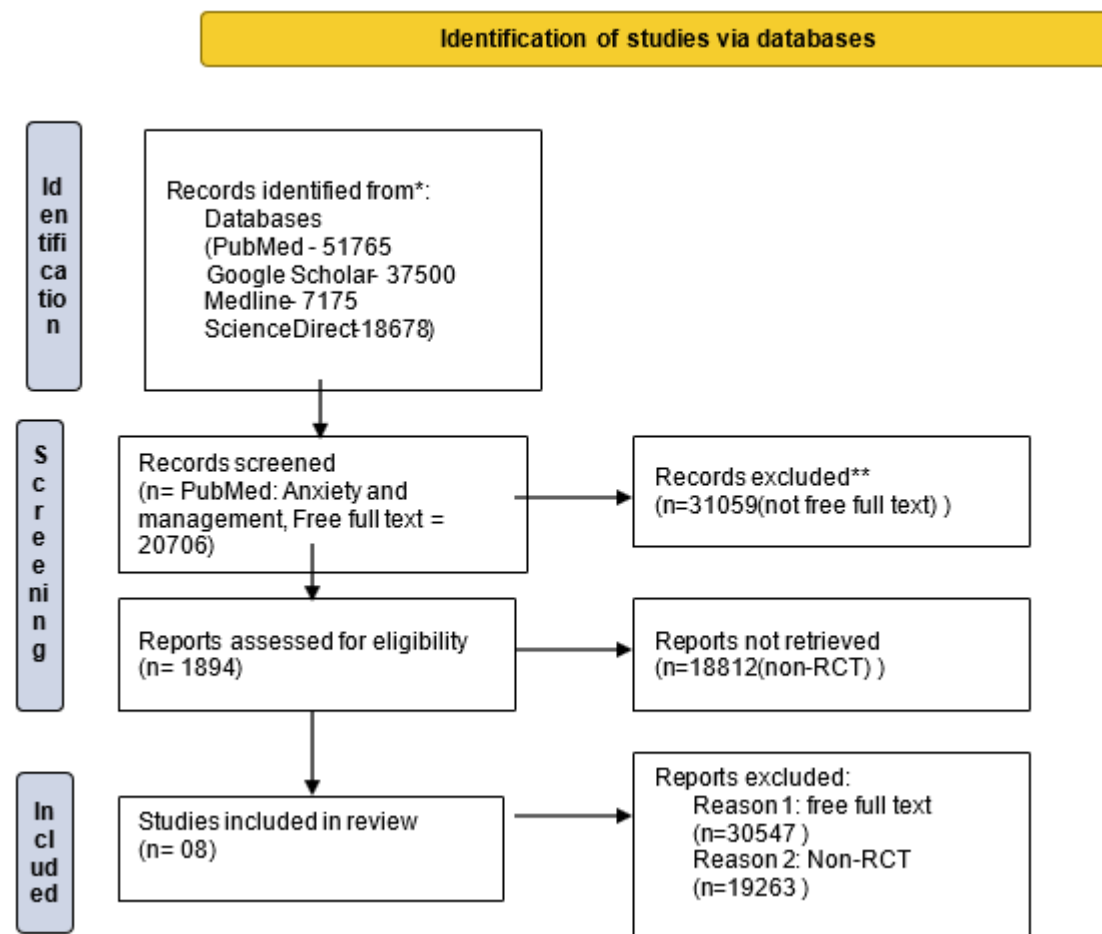 Identification of studies via databases
Id
en
tifi
ca
tio
n
Records identified from*:
Databases
(PubMed - 51765
Google Scholar- 37500
Medline- 7175
ScienceDirect-18678)
S
c
r
e
e
ni
n
g
Records screened
(n= PubMed: Anxiety and
management, Free full text =
20706)
Records excluded**
(n=31059(not free full text) )
Reports assessed for eligibility
(n= 1894)
Reports not retrieved
(n=18812(non-RCT) )
In
cl
ud
ed
Studies included in review
(n= 08)
Reports excluded:
Reason 1: free full text
(n=30547 )
Reason 2: Non-RCT
(n=19263 )